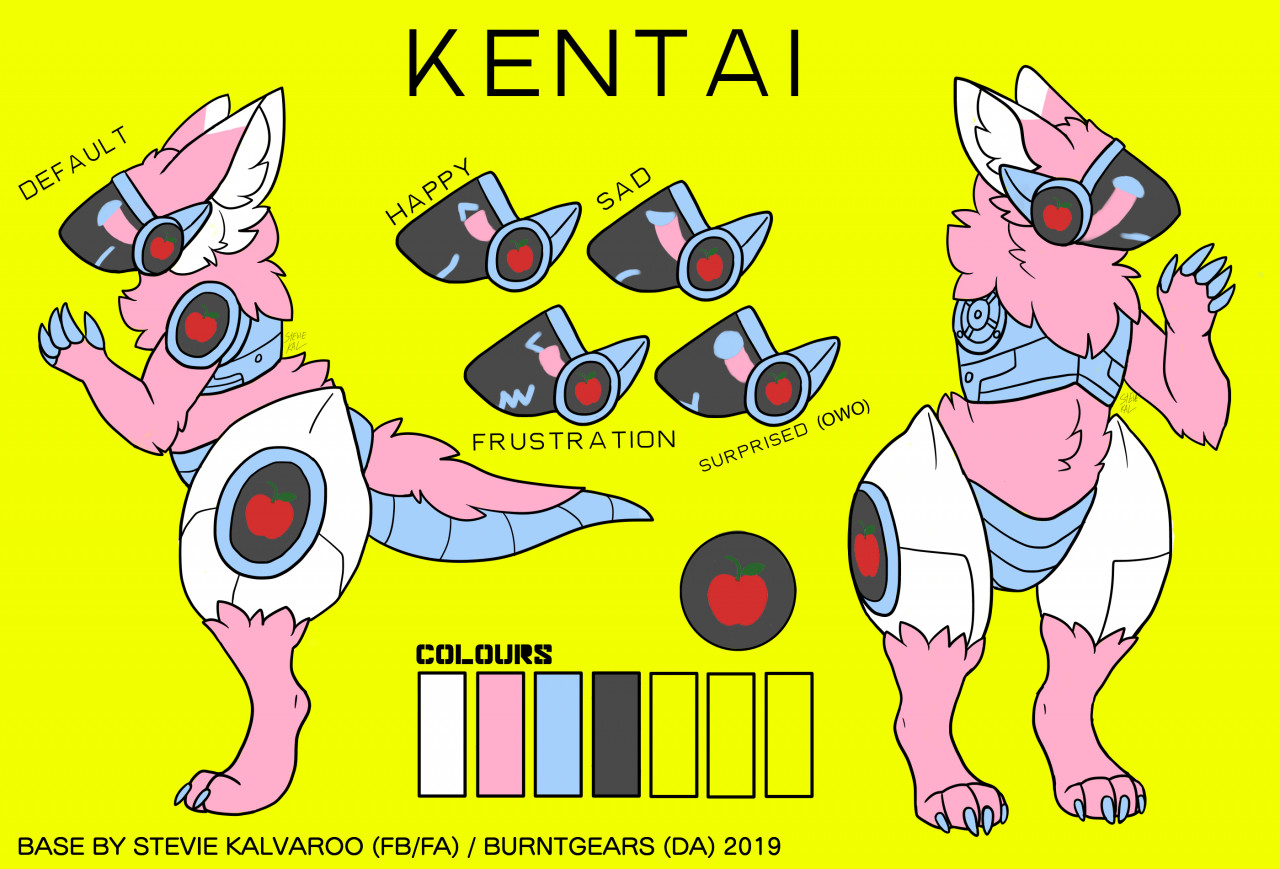 KENTAI
DEFAULT
HAPPY
SAD
FRUSTRATION
SURPRISED (OWO)
STEVIE
KAL
STEVIE
KAL
COLOURS
BASE BY STEVIE KALVAROO (FB/FA) / BURNTGEARS (DA) 2019